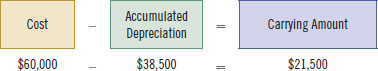 Cost – Accumulated Depreciation = Carrying Amount
$60,000 – $38,500 = $21,500